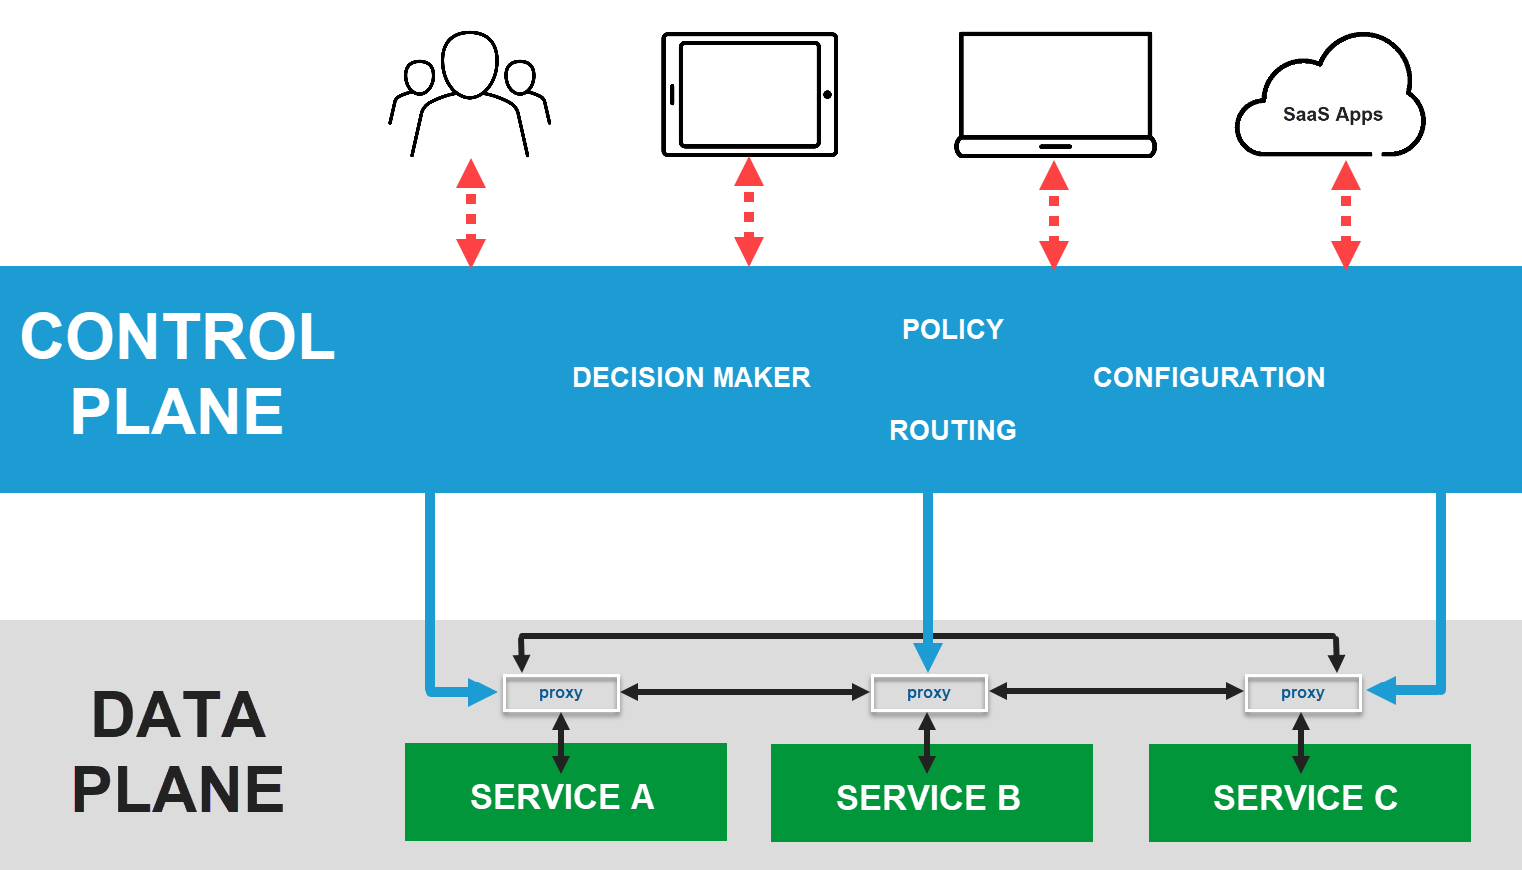 SaaS Apps
CONTROL
PLANE
POLICY
DECISION MAKER
CONFIGURATION
ROUTING
DATA
PLANE
proxy
proxy
proxy
SERVICE A
SERVICE B
SERVICE C